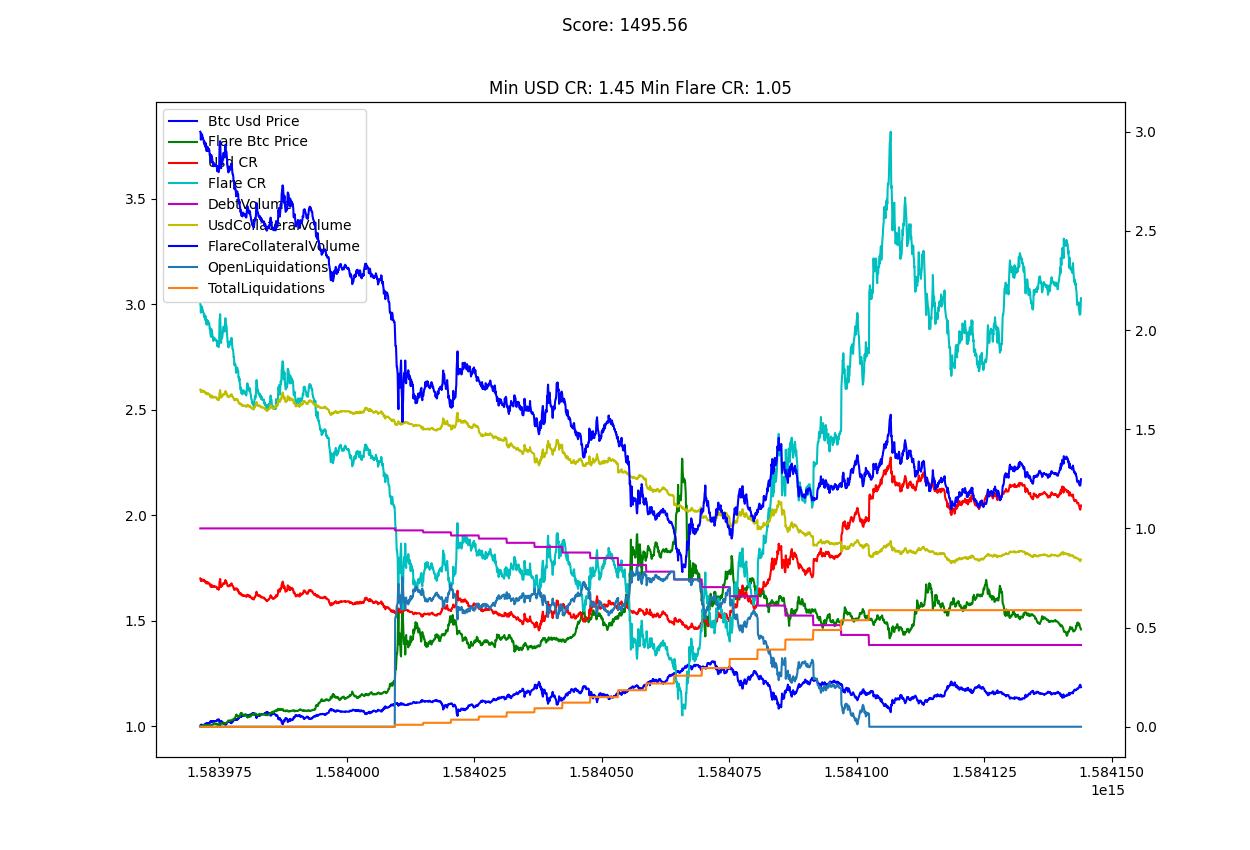 Score: 1495.56
Min USD CR: 1.45 Min Flare CR: 1.05
Btc Usd Price
Flare Btc Price
Usd CR
Flare CR
DebtVolume
UsdCollateralVolume
FlareCollateralVolume
OpenLiquidations
TotalLiquidations
3.5
3.0
2.5
2.0
1.5
1.0
3.0
2.5
2.0
1.5
1.0
0.5
0.0
1.583975
1.584000
1.584025
1.584050
1.584075
1.584100
1.584125
1.584150
1e15